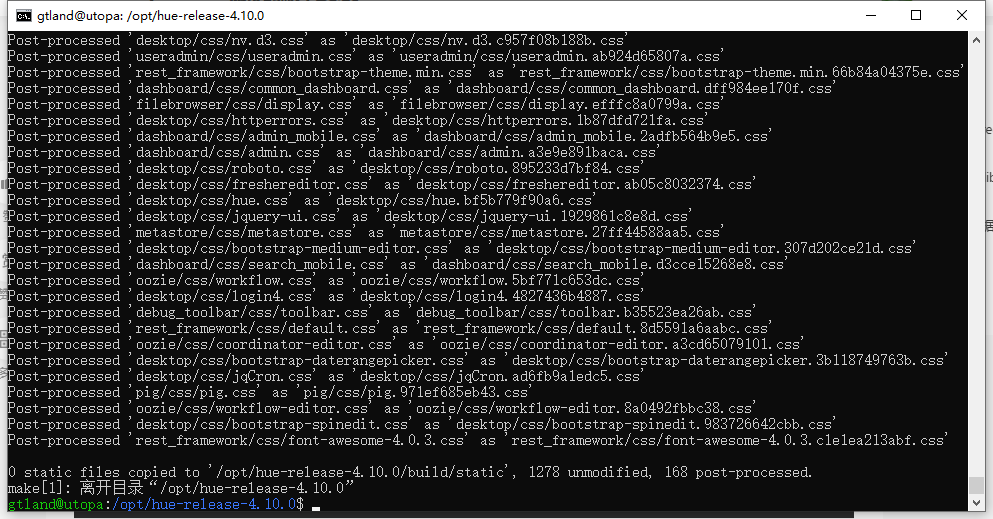 gtland@utopa: /opt/hue-release-4.10.0
Post-processed 'desktop/css/nv.d3.css' as 'desktop/css/nv.d3.c957f08b188b.css'
Post-processed 'useradmin/css/useradmin.css' as 'useradmin/css/useradmin.ab924d65807a.css'
Post-processed 'rest_framework/css/bootstrap-theme.min.css' as 'rest_framework/css/bootstrap-theme.min.66b84a04375e.css'
Post-processed 'dashboard/css/common_dashboard.css' as 'dashboard/css/common_dashboard.dff984ee170f.css'
Post-processed 'filebrowser/css/display.css' as 'filebrowser/css/display.efffc8a0799a.css'
Post-processed 'desktop/css/httperrors.css' as 'desktop/css/httperrors.1b87dfd721fa.css'
Post-processed 'dashboard/css/admin_mobile.css' as 'dashboard/css/admin_mobile.2adfb564b9e5.css'
Post-processed 'dashboard/css/admin.css' as 'dashboard/css/admin.a3e9e891baca.css'
Post-processed 'desktop/css/roboto.css' as 'desktop/css/roboto.895233d7bf84.css'
Post-processed 'desktop/css/freshereditor.css' as 'desktop/css/freshereditor.ab05c8032374.css'
Post-processed 'desktop/css/hue.css' as 'desktop/css/hue.bf5b779f90a6.css'
Post-processed 'desktop/css/jquery-ui.css' as 'desktop/css/jquery-ui.1929861c8e8d.css'
Post-processed 'metastore/css/metastore.css' as 'metastore/css/metastore.27ff44588aa5.css'
Post-processed 'desktop/css/bootstrap-medium-editor.css' as 'desktop/css/bootstrap-medium-editor.307d202ce21d.css'
Post-processed 'dashboard/css/search_mobile.css' as 'dashboard/css/search_mobile.d3cce15268e8.css'
Post-processed 'oozie/css/workflow.css' as 'oozie/css/workflow.5bf771c653dc.css'
Post-processed 'desktop/css/login4.css' as 'desktop/css/login4.4827436b4887.css'
Post-processed 'debug_toolbar/css/toolbar.css' as 'debug_toolbar/css/toolbar.b35523ea26ab.css'
Post-processed 'rest_framework/css/default.css' as 'rest_framework/css/default.8d5591a6aabc.css'
Post-processed 'oozie/css/coordinator-editor.css' as 'oozie/css/coordinator-editor.a3cd65079101.css'
Post-processed 'desktop/css/bootstrap-daterangepicker.css' as 'desktop/css/bootstrap-daterangepicker.3b118749763b.css'
Post-processed 'desktop/css/jqCron.css' as 'desktop/css/jqCron.ad6fb9a1edc5.css'
Post-processed 'pig/css/pig.css' as 'pig/css/pig.971ef685eb43.css'
Post-processed 'oozie/css/workflow-editor.css' as 'oozie/css/workflow-editor.8a0492fbbc38.css'
Post-processed 'desktop/css/bootstrap-spinedit.css' as 'desktop/css/bootstrap-spinedit.983726642cbb.css'
Post-processed 'rest_framework/css/font-awesome-4.0.3.css' as 'rest_framework/css/font-awesome-4.0.3.c1e1ea213abf.css'
0 static files copied to '/opt/hue-release-4.10.0/build/static', 1278 unmodified, 168 post-processed.
make[1]: 离开目录“/opt/hue-release-4.10.0”
gtland@utopa:/opt/hue-release-4.10.0$